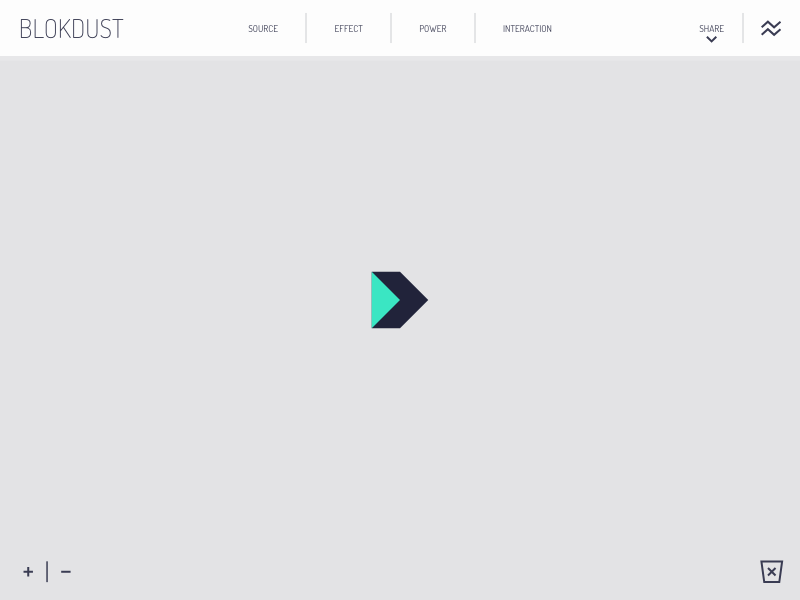 BLOKDUST
SOURCE
EFFECT
POWER
INTERACTION
SHARE